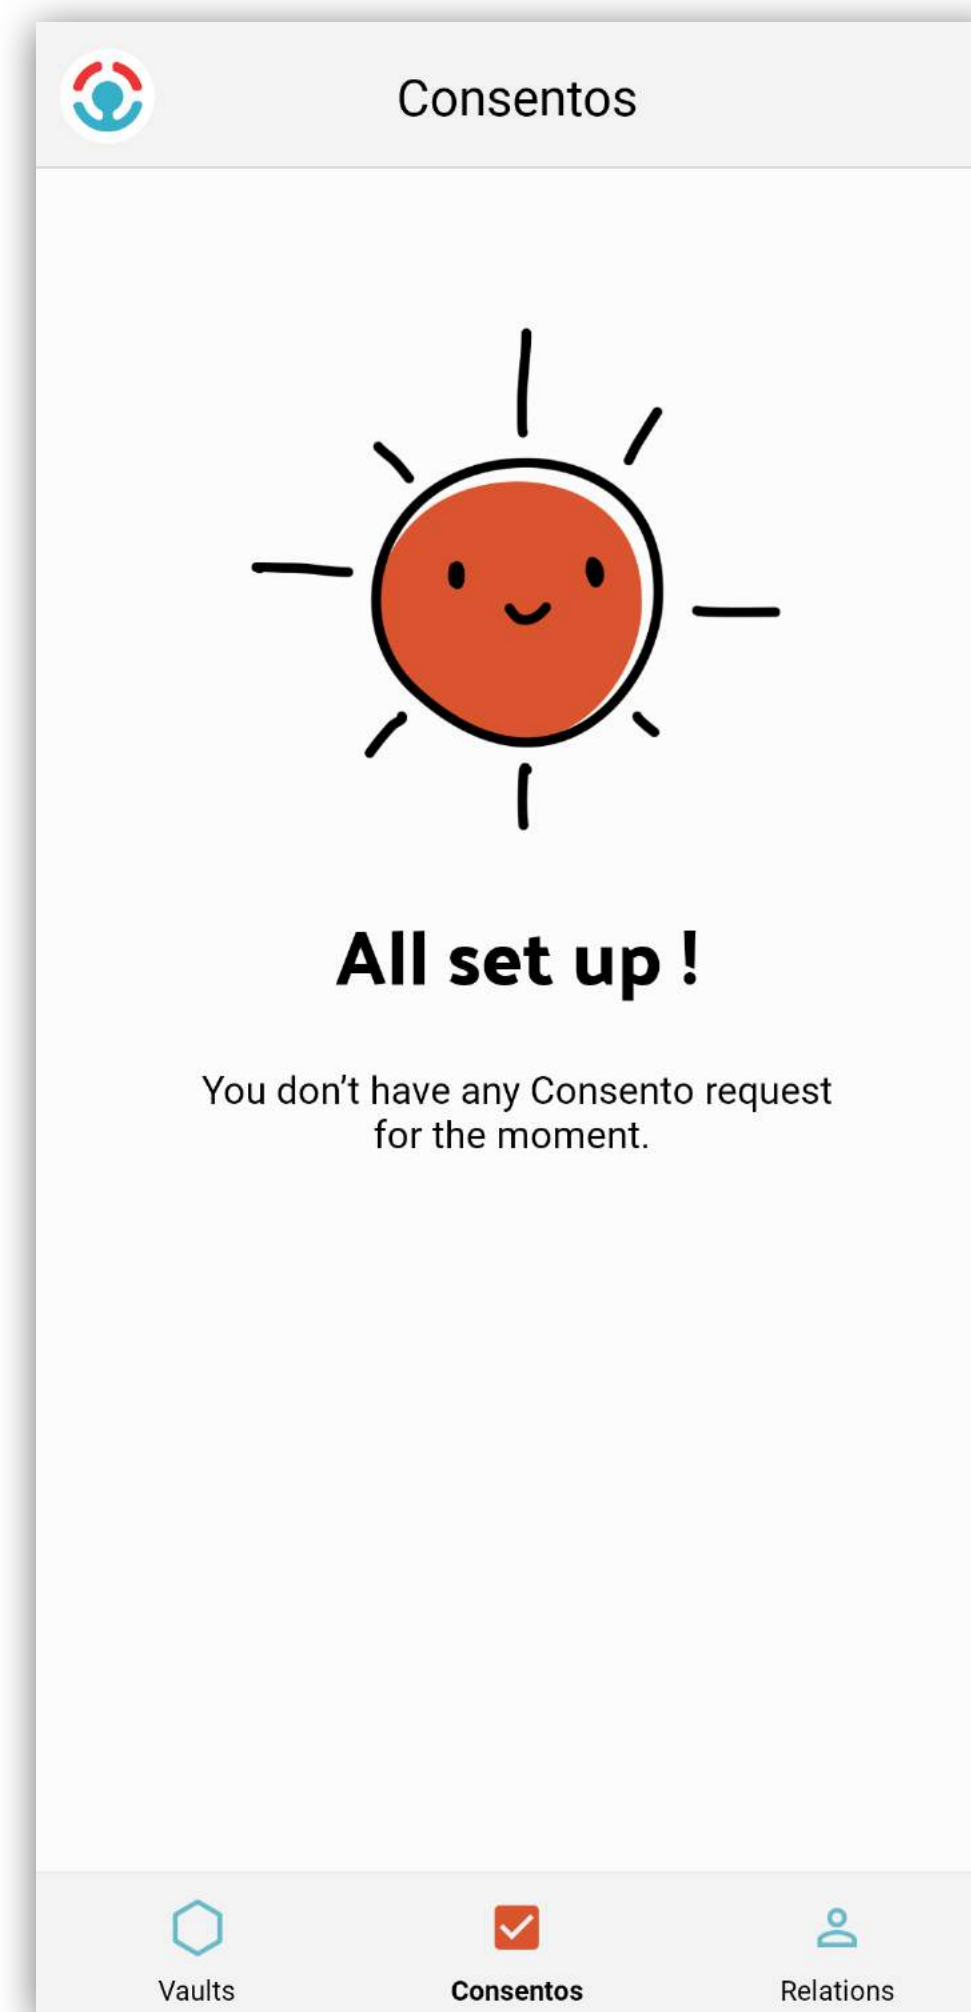 Consentos
All set up !
You don’t have any Consento request
for the moment.
Vaults
Consentos
Relations